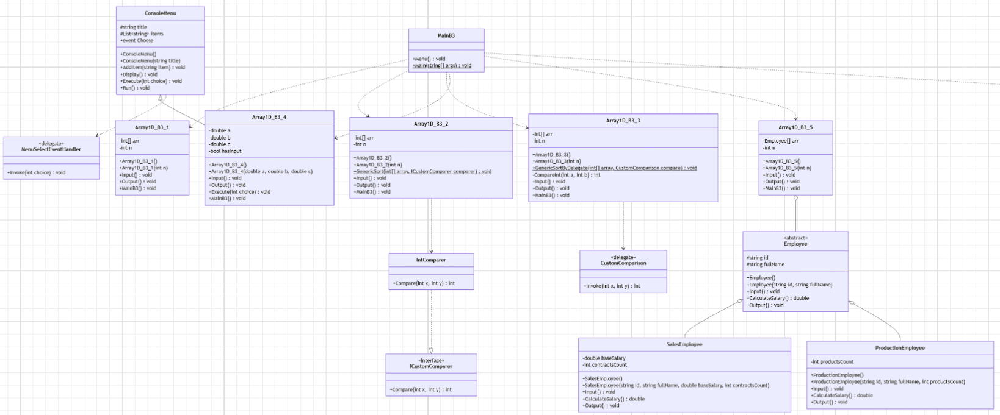 ConsoleMenu
#string title
#List<string> items
+event Choose
+ConsoleMenu()
+ConsoleMenu(string title)
+AddItem(string item) : void
+Display() : void
+Execute(int choice) : void
+Run() : void
MainB3
+Menu() : void
+Main(string[] args) : void
«delegate»
MenuSelectEventHandler
+Invoke(int choice) : void
Array1D_B3_1
-int[] arr
-int n
+Array1D_B3_1()
+Array1D_B3_1(int n)
+Input() : void
+Output() : void
+MainB3() : void
Array1D_B3_4
-double a
-double b
-double c
-bool hasInput
+Array1D_B3_4()
+Array1D_B3_4(double a, double b, double c)
+Input() : void
+Output() : void
+Execute(int choice) : void
+MainB3() : void
Array1D_B3_2
-int[] arr
-int n
+Array1D_B3_2()
+Array1D_B3_2(int n)
+GenericSort(int[] array, ICustomComparer comparer) : void
+Input() : void
+Output() : void
+MainB3() : void
Array1D_B3_3
-int[] arr
-int n
+Array1D_B3_3()
+Array1D_B3_3(int n)
+GenericSortByDelegate(int[] array, CustomComparison compare) : void
-CompareInt(int a, int b) : int
+Input() : void
+Output() : void
+MainB3() : void
Array1D_B3_5
-Employee[] arr
-int n
+Array1D_B3_5()
+Array1D_B3_5(int n)
+Input() : void
+Output() : void
+MainB3() : void
IntComparer
+Compare(int x, int y) : int
«delegate»
CustomComparison
+Invoke(int x, int y) : int
«abstract»
Employee
#string id
#string fullName
+Employee()
+Employee(string id, string fullName)
+Input() : void
+CalculateSalary() : double
+Output() : void
«interface»
ICustomComparer
+Compare(int x, int y) : int
SalesEmployee
-double baseSalary
-int contractsCount
+SalesEmployee()
+SalesEmployee(string id, string fullName, double baseSalary, int contractsCount)
+Input() : void
+CalculateSalary() : double
+Output() : void
ProductionEmployee
-int productsCount
+ProductionEmployee()
+ProductionEmployee(string id, string fullName, int productsCount)
+Input() : void
+CalculateSalary() : double
+Output() : void